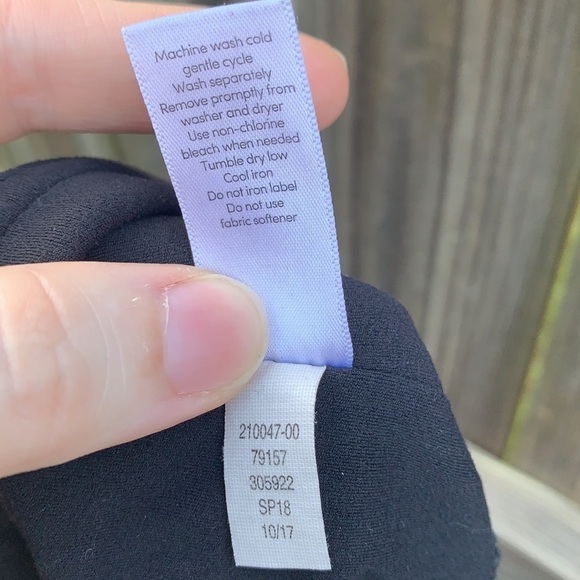 Machine wash cold
gentle cycle
Wash separately
Remove promptly from
washer and dryer
Use non-chlorine
bleach when needed
Tumble dry low
Cool iron
Do not iron label
Do not use
fabric softener
210047-00
79157
305922
SP18
10/17